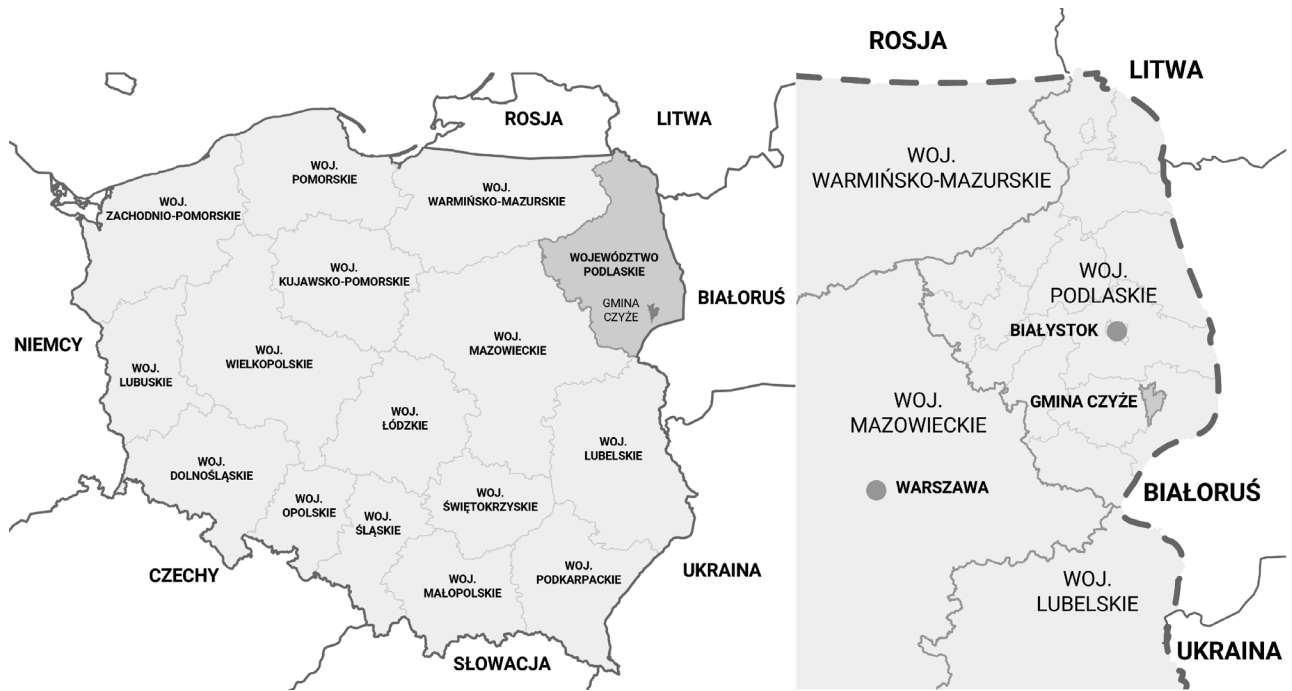 ROSJA
LITWA
WOJ.
POMORSKIE
WOJ.
WARMIŃSKO-MAZURSKIE
WOJ.
ZACHODNIO-POMORSKIE
WOJEWÓDZTWO
PODLASKIE
WOJ.
KUJAWSKO-POMORSKIE
GMINA
CZYŻE
BIAŁORUŚ
NIEMCY
WOJ.
LUBUSKIE
WOJ.
WIELKOPOLSKIE
WOJ.
MAZOWIECKIE
WOJ.
ŁÓDZKIE
WOJ.
LUBELSKIE
WOJ.
DOLNOŚLĄSKIE
WOJ.
OPOLSKIE
WOJ.
ŚLĄSKIE
WOJ.
ŚWIĘTOKRZYSKIE
CZECHY
WOJ.
MAŁOPOLSKIE
WOJ.
PODKARPACKIE
UKRAINA
SŁOWACJA
ROSJA
LITWA
WOJ.
WARMIŃSKO-MAZURSKIE
WOJ.
PODLASKIE
BIAŁYSTOK
GMINA CZYŻE
WOJ.
MAZOWIECKIE
WARSZAWA
BIAŁORUŚ
WOJ.
LUBELSKIE
UKRAINA